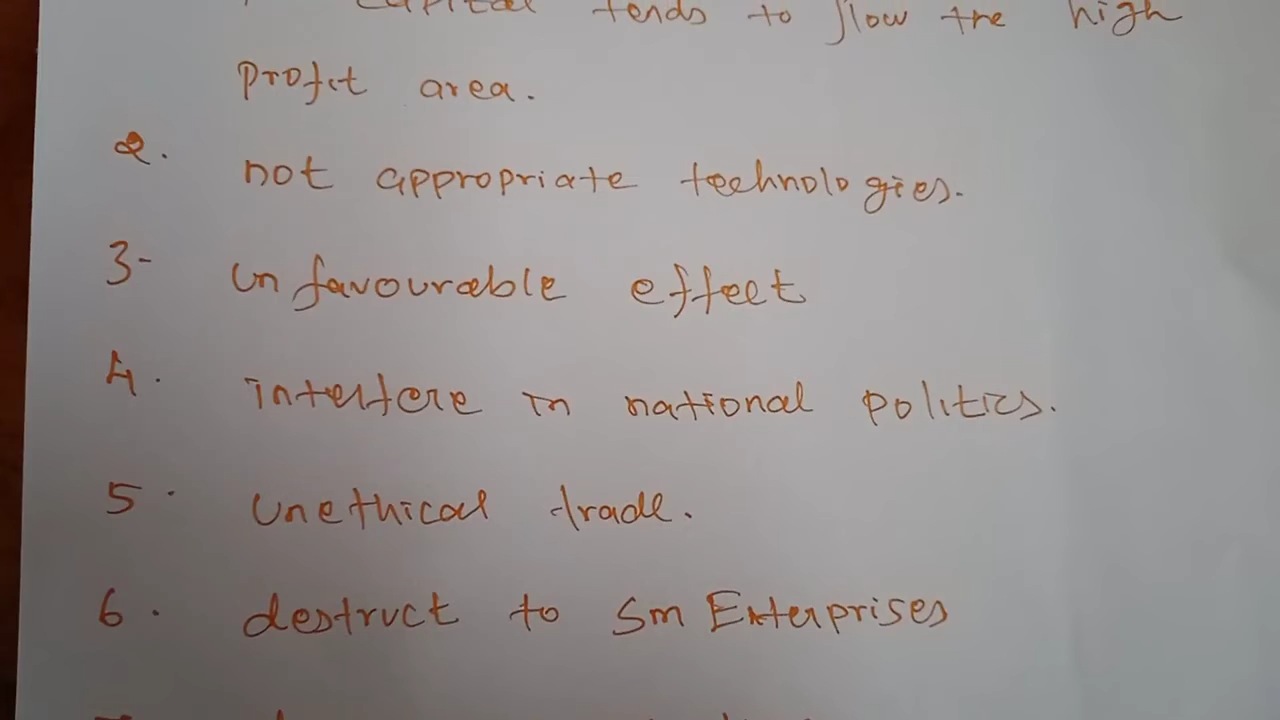 capital tends to flow the high
profit area.
2. not appropriate technologies.
3- unfavourable effect
4. interfere in national politics.
5. unethical trade.
6. destruct to Sm Enterprises